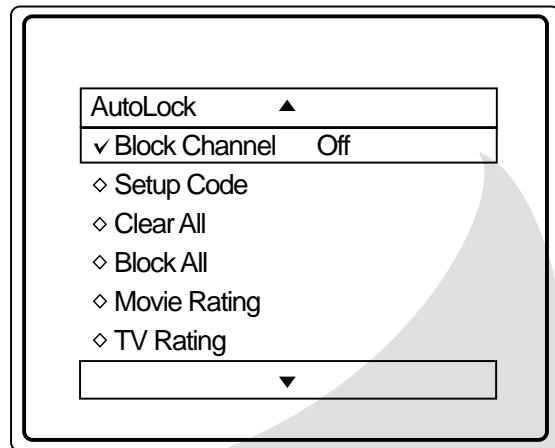 AutoLock ▲
✓ Block Channel Off
◇ Setup Code
◇ Clear All
◇ Block All
◇ Movie Rating
◇ TV Rating
▼